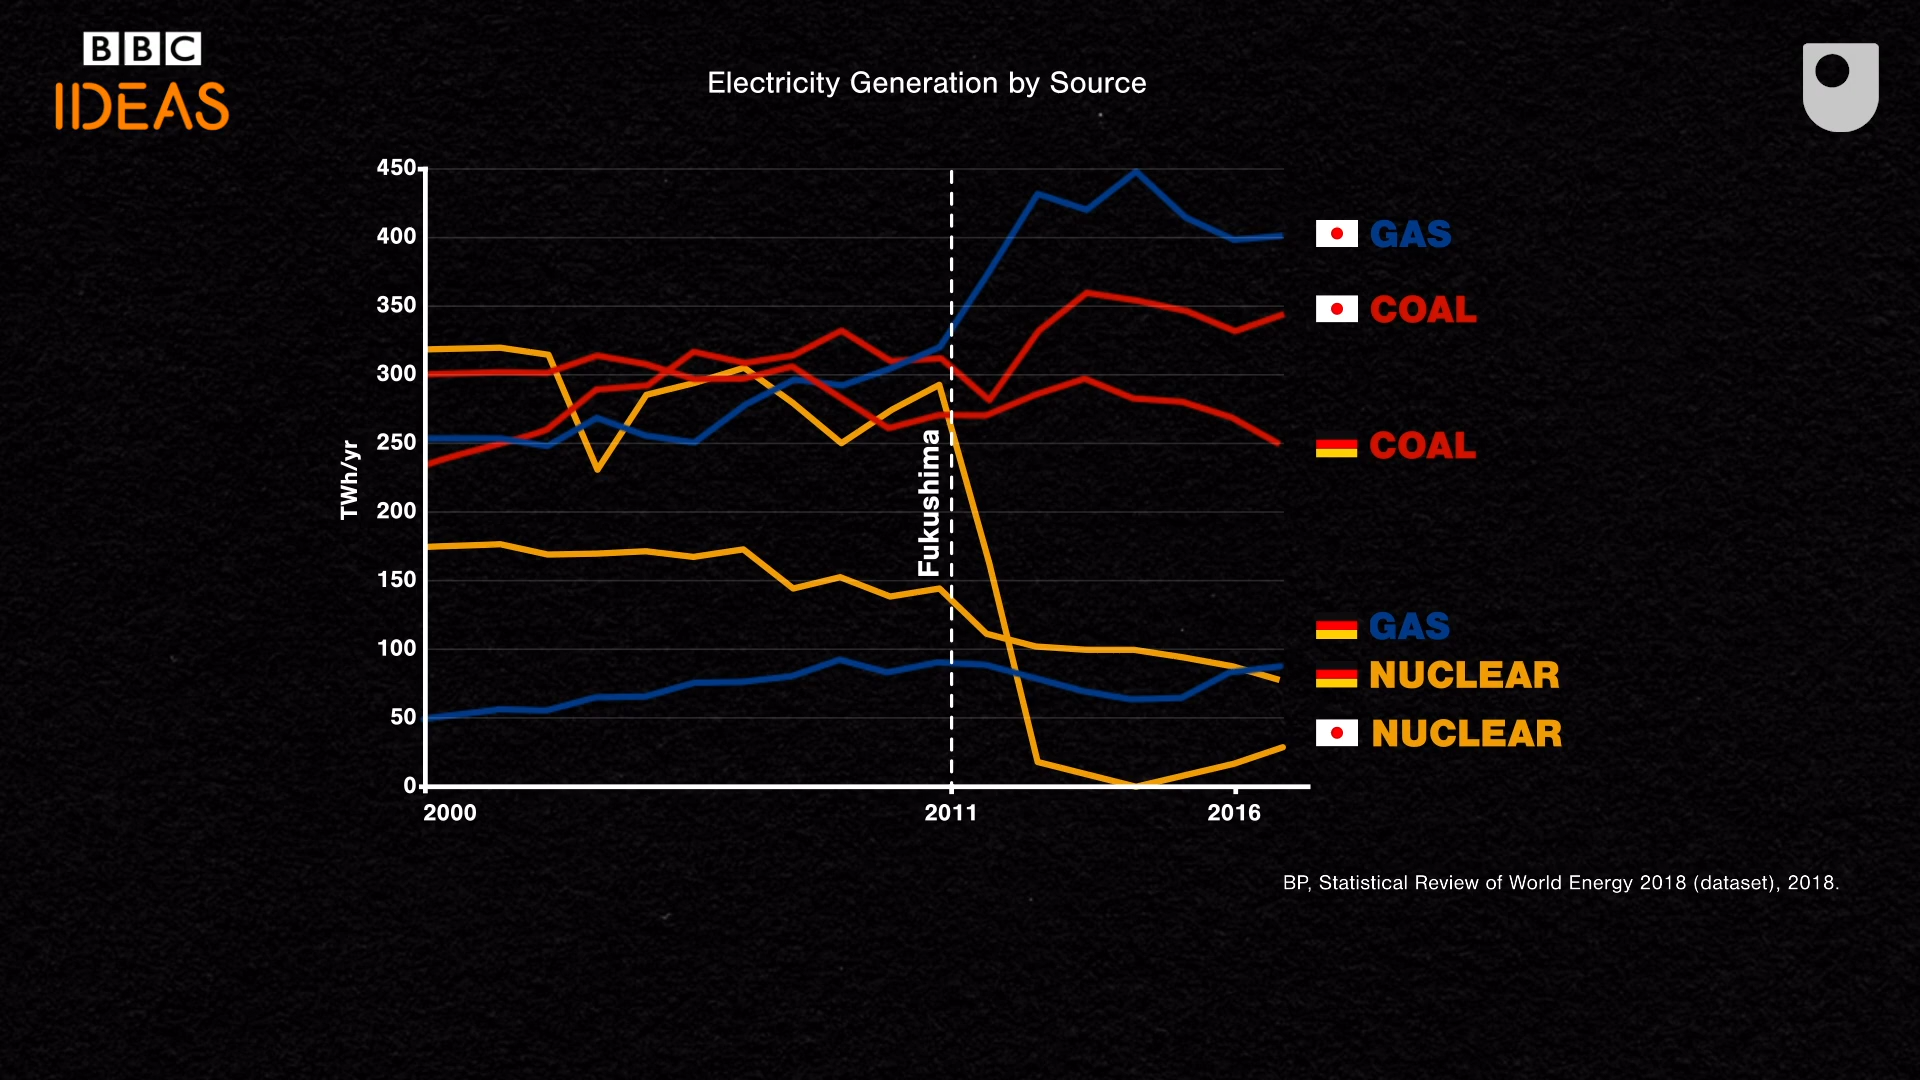 BBC
IDEAS
Electricity Generation by Source
450
400
350
300
250
200
150
100
50
0
TWh/yr
Fukushima
2000
2011
2016
GAS
COAL
COAL
GAS
NUCLEAR
NUCLEAR
BP, Statistical Review of World Energy 2018 (dataset), 2018.